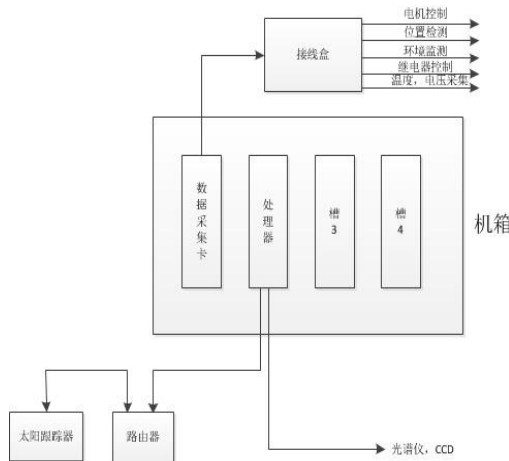 电机控制
位置检测
环境监测
继电器控制
温度，电压采集
接线盒
数据采集卡
处理器
槽3
槽4
机箱
太阳跟踪器
路由器
光谱仪，CCD